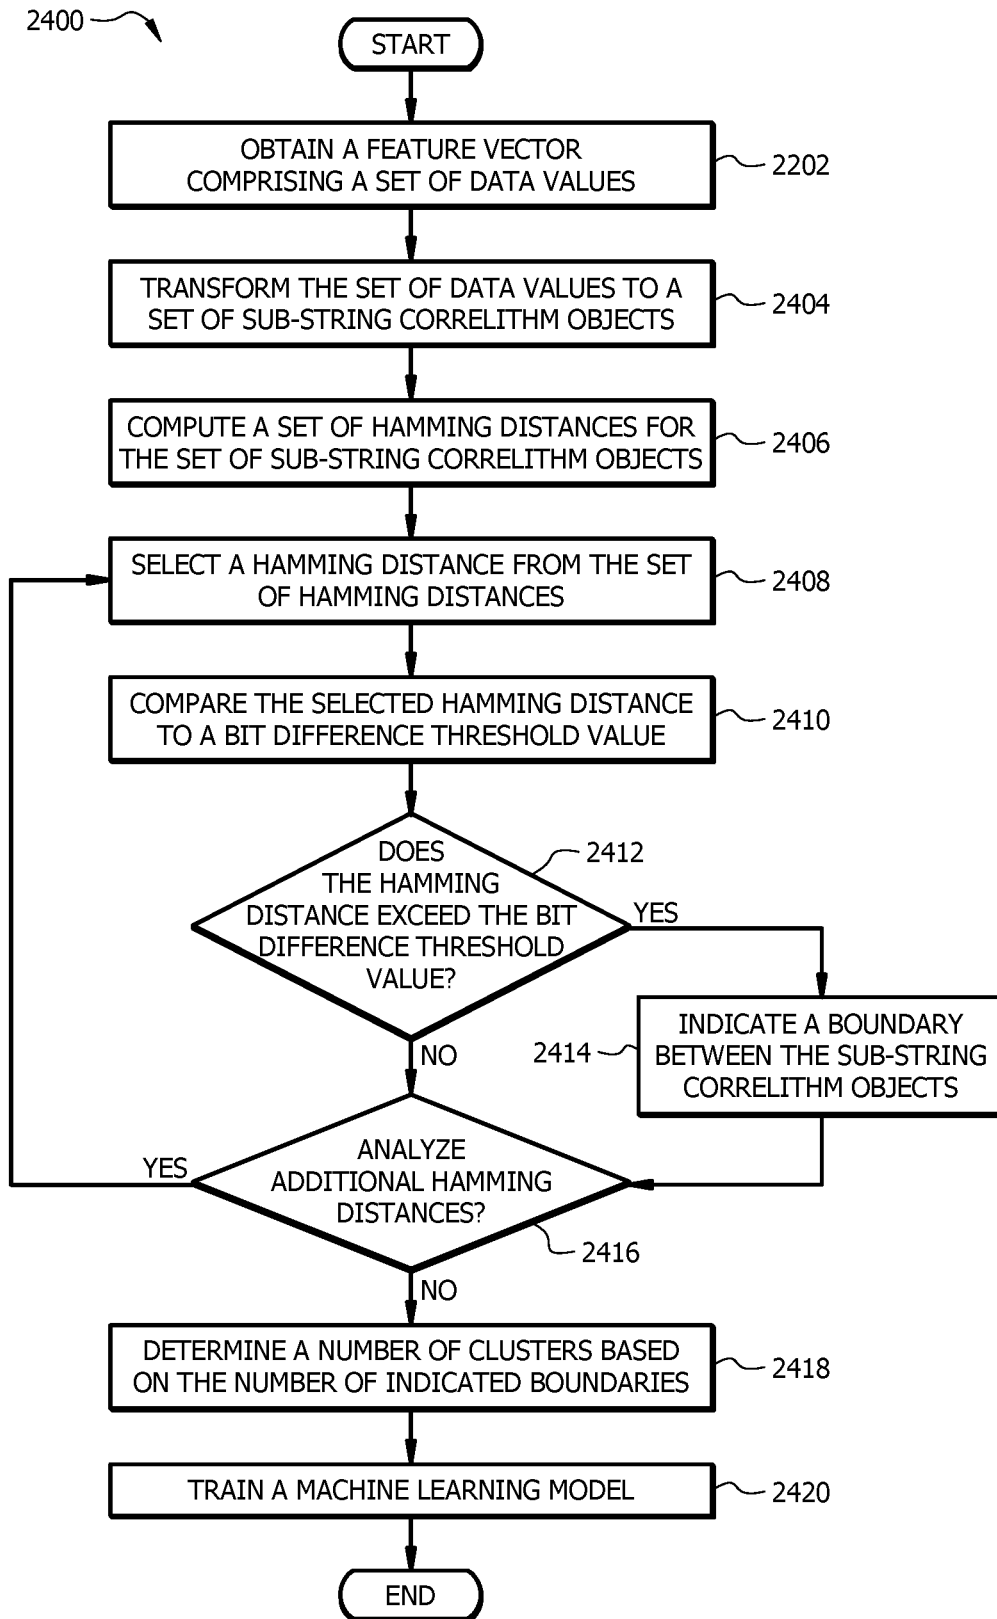 2400
START
OBTAIN A FEATURE VECTOR
COMPRISING A SET OF DATA VALUES
2202
TRANSFORM THE SET OF DATA VALUES TO A
SET OF SUB-STRING CORRELITHM OBJECTS
2404
COMPUTE A SET OF HAMMING DISTANCES FOR
THE SET OF SUB-STRING CORRELITHM OBJECTS
2406
SELECT A HAMMING DISTANCE FROM THE SET
OF HAMMING DISTANCES
2408
COMPARE THE SELECTED HAMMING DISTANCE
TO A BIT DIFFERENCE THRESHOLD VALUE
2410
DOES
THE HAMMING
DISTANCE EXCEED THE BIT
DIFFERENCE THRESHOLD
VALUE?
2412
YES
NO
INDICATE A BOUNDARY
BETWEEN THE SUB-STRING
CORRELITHM OBJECTS
2414
ANALYZE
ADDITIONAL HAMMING
DISTANCES?
YES
2416
NO
DETERMINE A NUMBER OF CLUSTERS BASED
ON THE NUMBER OF INDICATED BOUNDARIES
2418
TRAIN A MACHINE LEARNING MODEL
2420
END